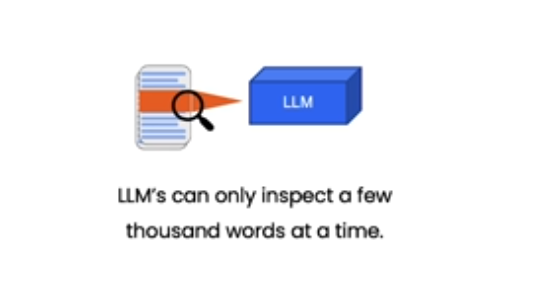 LLM
LLM's can only inspect a few
thousand words at a time.